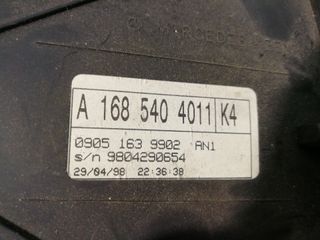 A 168 540 4011 K4
0905 163 9902 AN1
s/n 9804290654
29/04/98 22:36:38